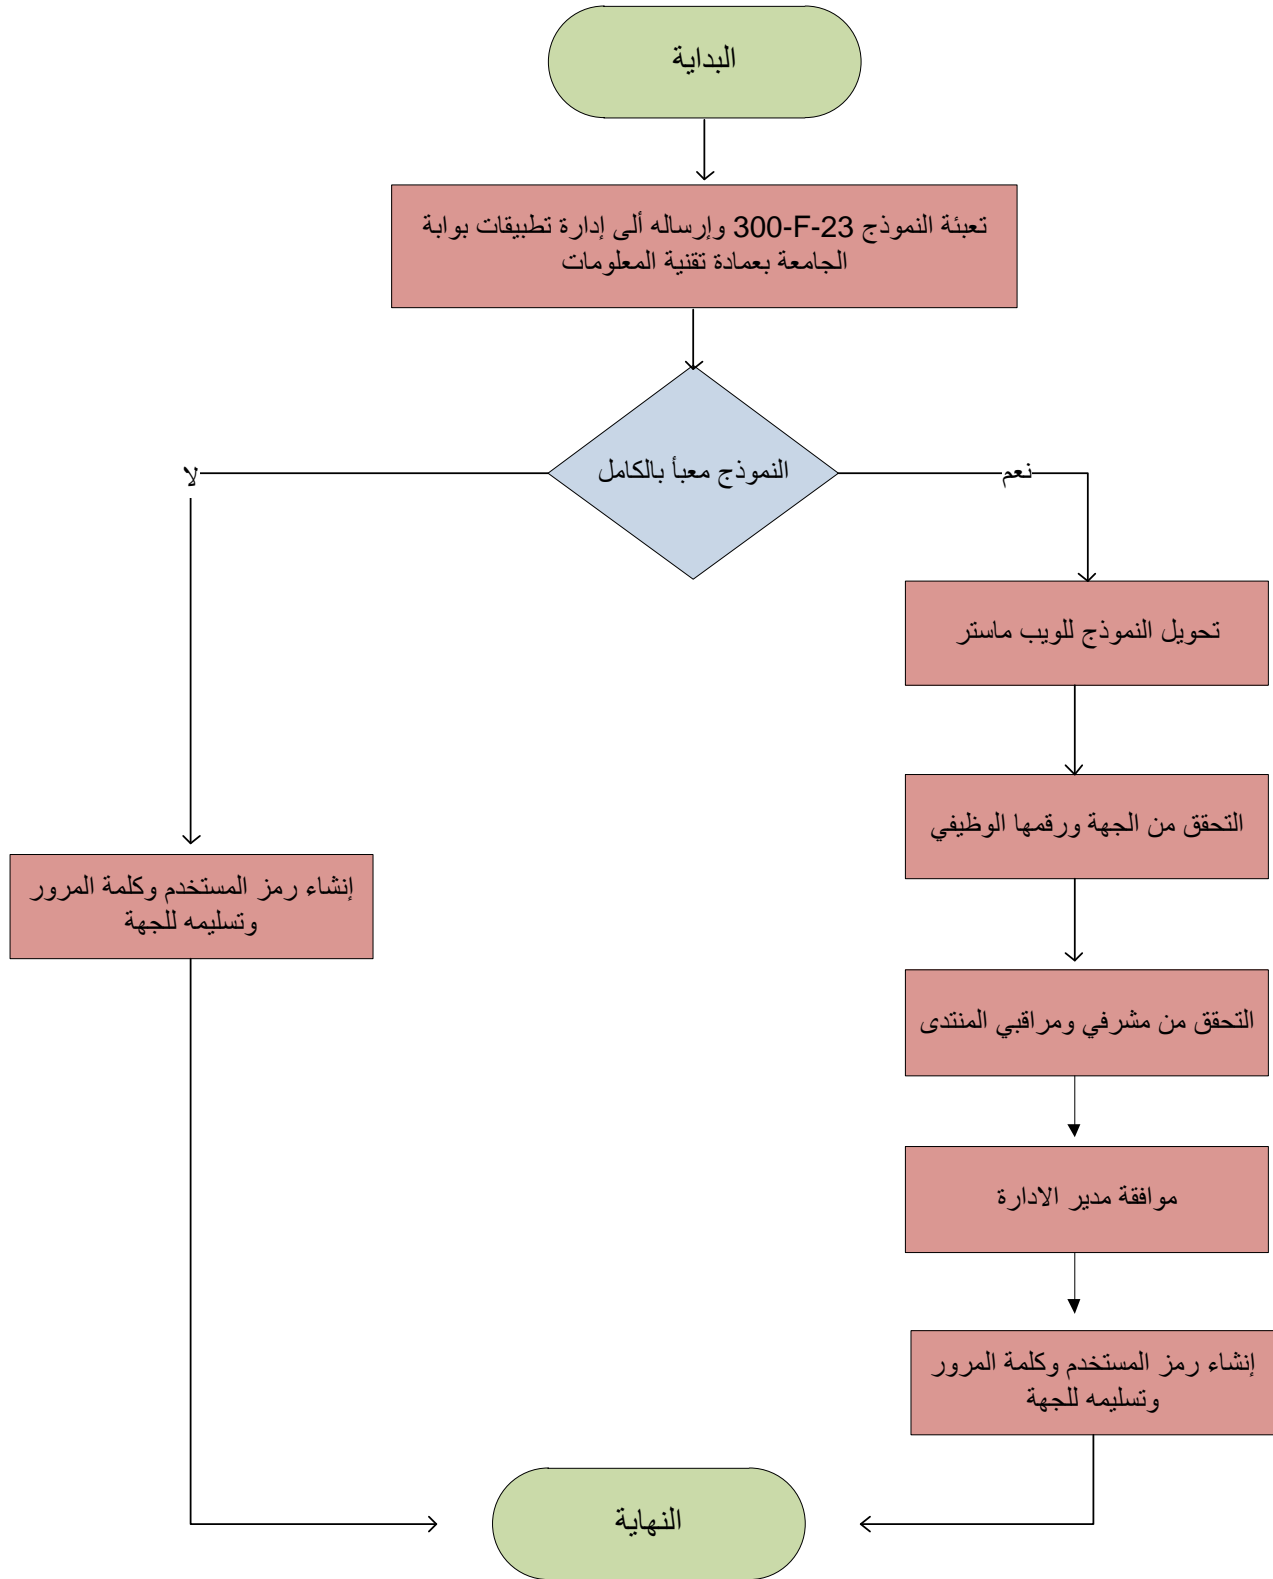 البداية
تعبئة النموذج 300-F-23 وإرساله ألى إدارة تطبيقات بوابة
الجامعة بعمادة تقنية المعلومات
النموذج معبأ بالكامل
نعم
لا
تحويل النموذج للويب ماستر
التحقق من الجهة ورقمها الوظيفي
إنشاء رمز المستخدم وكلمة المرور
وتسليمه للجهة
التحقق من مشرفي ومراقبي المنتدى
موافقة مدير الادارة
إنشاء رمز المستخدم وكلمة المرور
وتسليمه للجهة
النهاية